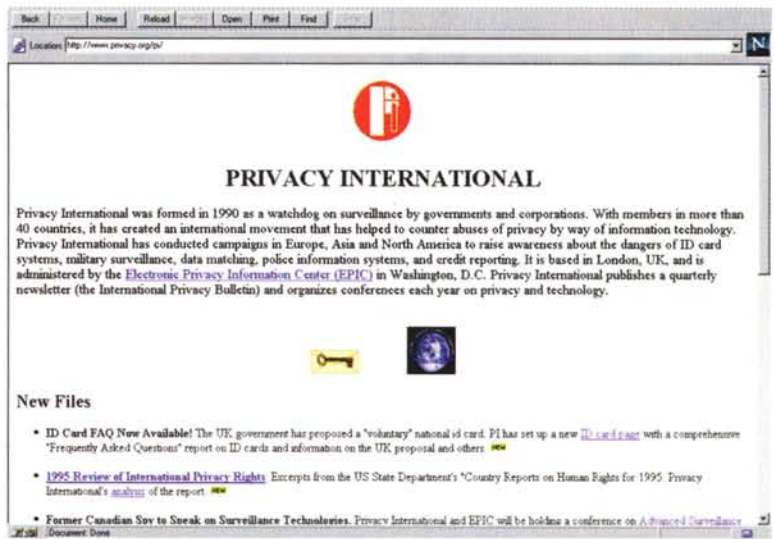 Back Home Reload Open Print Find
Location: http://www.privacy.org/pi/
PRIVACY INTERNATIONAL
Privacy International was formed in 1990 as a watchdog on surveillance by governments and corporations. With members in more than
40 countries, it has created an international movement that has helped to counter abuses of privacy by way of information technology.
Privacy International has conducted campaigns in Europe, Asia and North America to raise awareness about the dangers of ID card
systems, military surveillance, data matching, police information systems, and credit reporting. It is based in London, UK, and is
administered by the Electronic Privacy Information Center (EPIC) in Washington, D.C. Privacy International publishes a quarterly
newsletter (the International Privacy Bulletin) and organizes conferences each year on privacy and technology.
New Files
• ID Card FAQ Now Available! The UK government has proposed a "voluntary" national id card. PI has set up a new ID card page with a comprehensive
"Frequently Asked Questions" report on ID cards and information on the UK proposal and others. NEW
• 1995 Review of International Privacy Rights. Excerpts from the US State Department's "Country Reports on Human Rights for 1995. Privacy
International's analysis of the report. NEW
• Former Canadian Spy to Speak on Surveillance Technologies. Privacy International and EPIC will be holding a conference on Advanced Surveillance
Document: Done